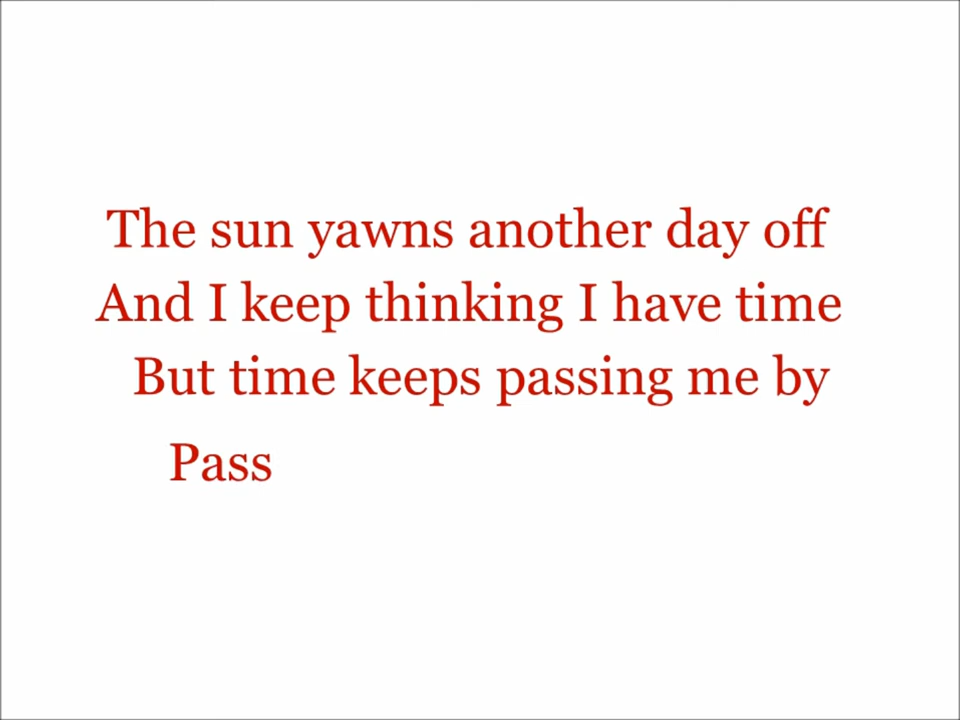 The sun yawns another day off
And I keep thinking I have time
But time keeps passing me by
Pass